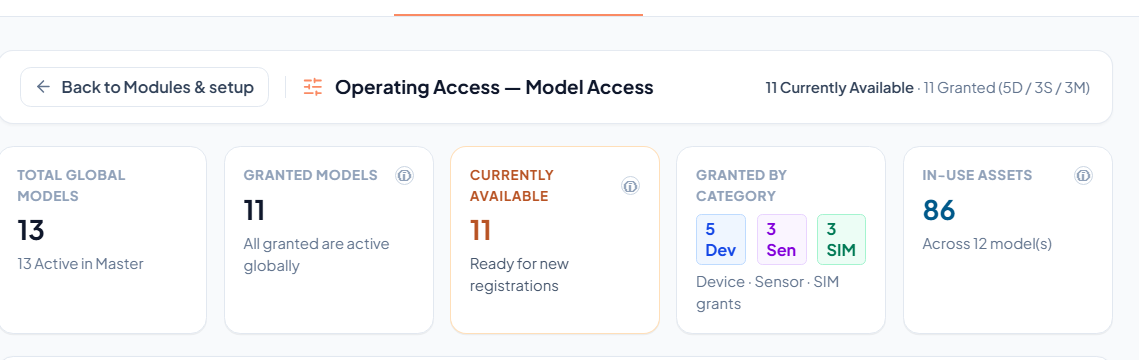 Back to Modules & setup
Operating Access — Model Access
11 Currently Available · 11 Granted (5D / 3S / 3M)
TOTAL GLOBAL
MODELS
13
13 Active in Master
GRANTED MODELS
11
All granted are active
globally
CURRENTLY
AVAILABLE
11
Ready for new
registrations
GRANTED BY
CATEGORY
5
Dev
3
Sen
3
SIM
Device · Sensor · SIM
grants
IN-USE ASSETS
86
Across 12 model(s)